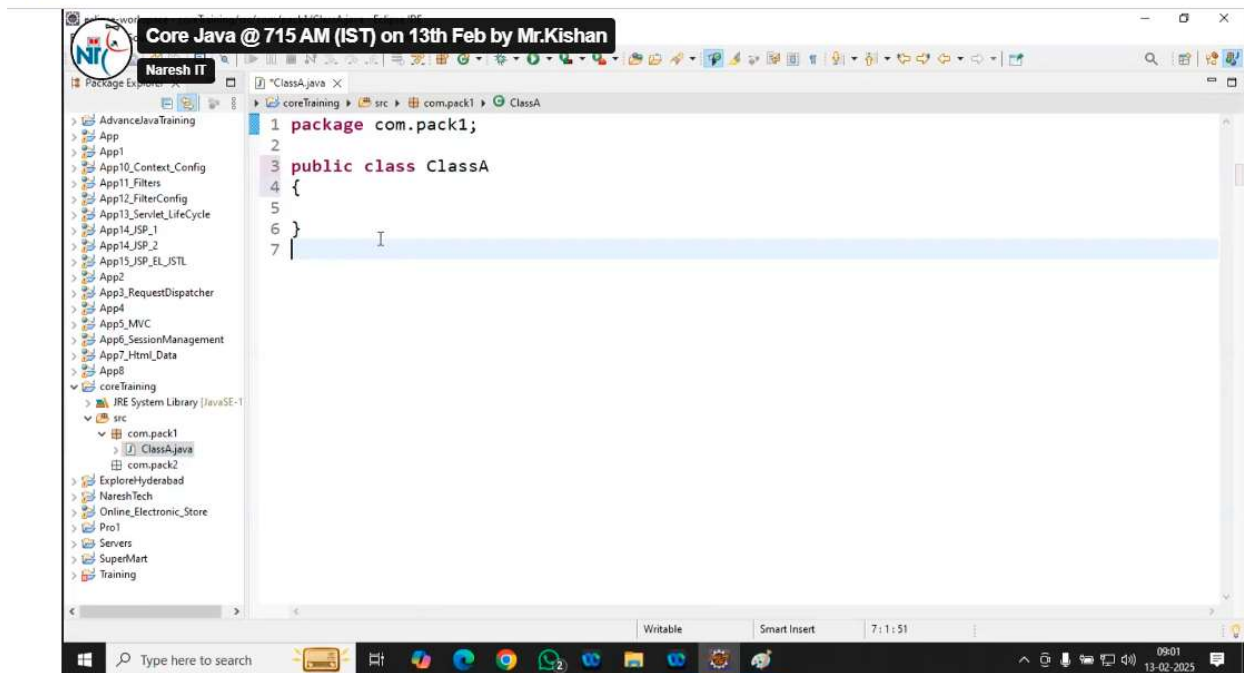 Core Java @ 715 AM (IST) on 13th Feb by Mr.Kishan
Naresh IT
NiT
Package Explorer
*ClassA.java
coreTraining
src
com.pack1
ClassA
AdvanceJavaTraining
App
App1
App10_Context_Config
App11_Filters
App12_FilterConfig
App13_Servlet_LifeCycle
App14_JSP_1
App14_JSP_2
App15_JSP_EL_JSTL
App2
App3_RequestDispatcher
App4
App5_MVC
App6_SessionManagement
App7_Html_Data
App8
coreTraining
JRE System Library [JavaSE-1
src
com.pack1
ClassA.java
com.pack2
ExploreHyderabad
NareshTech
Online_Electronic_Store
Pro1
Servers
SuperMart
Training
1 package com.pack1;
2
3 public class ClassA
4 {
5
6 }
7
Writable
Smart Insert
7:1:51
Type here to search
2
09:01
13-02-2025